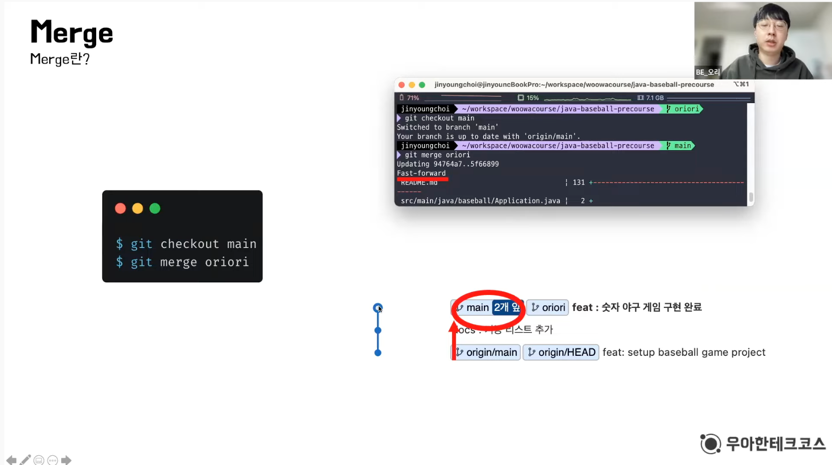 Merge
Merge란?
BE_오리
jinyoungchoi@jinyouncBookPro:~/workspace/woowacourse/java-baseball-precourse
⌥⌘1
71%
15%
7.1 GB
jinyoungchoi ~/workspace/woowacourse/java-baseball-precourse oriori
git checkout main
Switched to branch 'main'
Your branch is up to date with 'origin/main'.
jinyoungchoi ~/workspace/woowacourse/java-baseball-precourse main
git merge oriori
Updating 94764a7..5f66899
Fast-forward
README.md | 131 +------------------------------------
------
src/main/java/baseball/Application.java | 2 +
$ git checkout main
$ git merge oriori
main 2개 앞 oriori feat : 숫자 야구 게임 구현 완료
리스트 추가
origin/main origin/HEAD feat: setup baseball game project
우아한테크코스